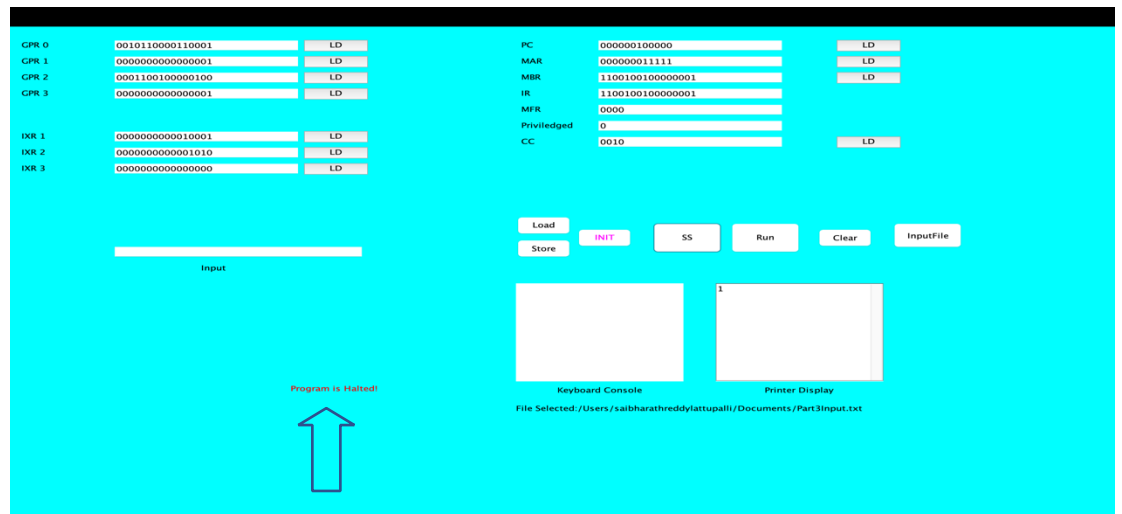 GPR 0 0010110000110001 LD
GPR 1 0000000000000001 LD
GPR 2 0001100100000100 LD
GPR 3 0000000000000001 LD
IXR 1 0000000000010001 LD
IXR 2 0000000000001010 LD
IXR 3 0000000000000000 LD
Input
Program is Halted!
PC 000000100000 LD
MAR 000000011111 LD
MBR 1100100100000001 LD
IR 1100100100000001
MFR 0000
Priviledged 0
CC 0010 LD
Load
Store
INIT
SS
Run
Clear
InputFile
1
Keyboard Console
Printer Display
File Selected:/Users/saibharathreddylattupalli/Documents/Part3Input.txt